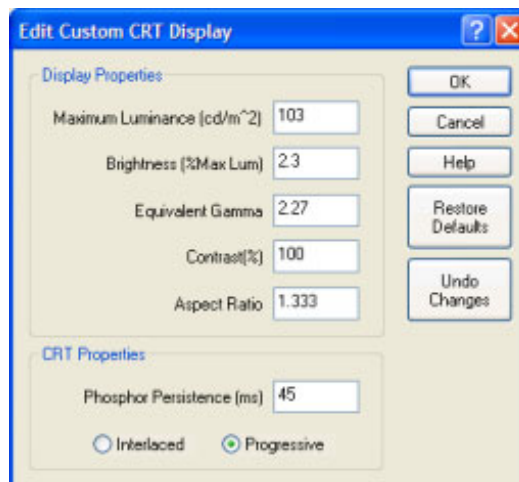 Edit Custom CRT Display
Display Properties
Maximum Luminance (cd/m^2) 103
Brightness (%Max Lum) 2.3
Equivalent Gamma 2.27
Contrast(%) 100
Aspect Ratio 1.333
CRT Properties
Phosphor Persistence (ms) 45
Interlaced Progressive
OK
Cancel
Help
Restore
Defaults
Undo
Changes